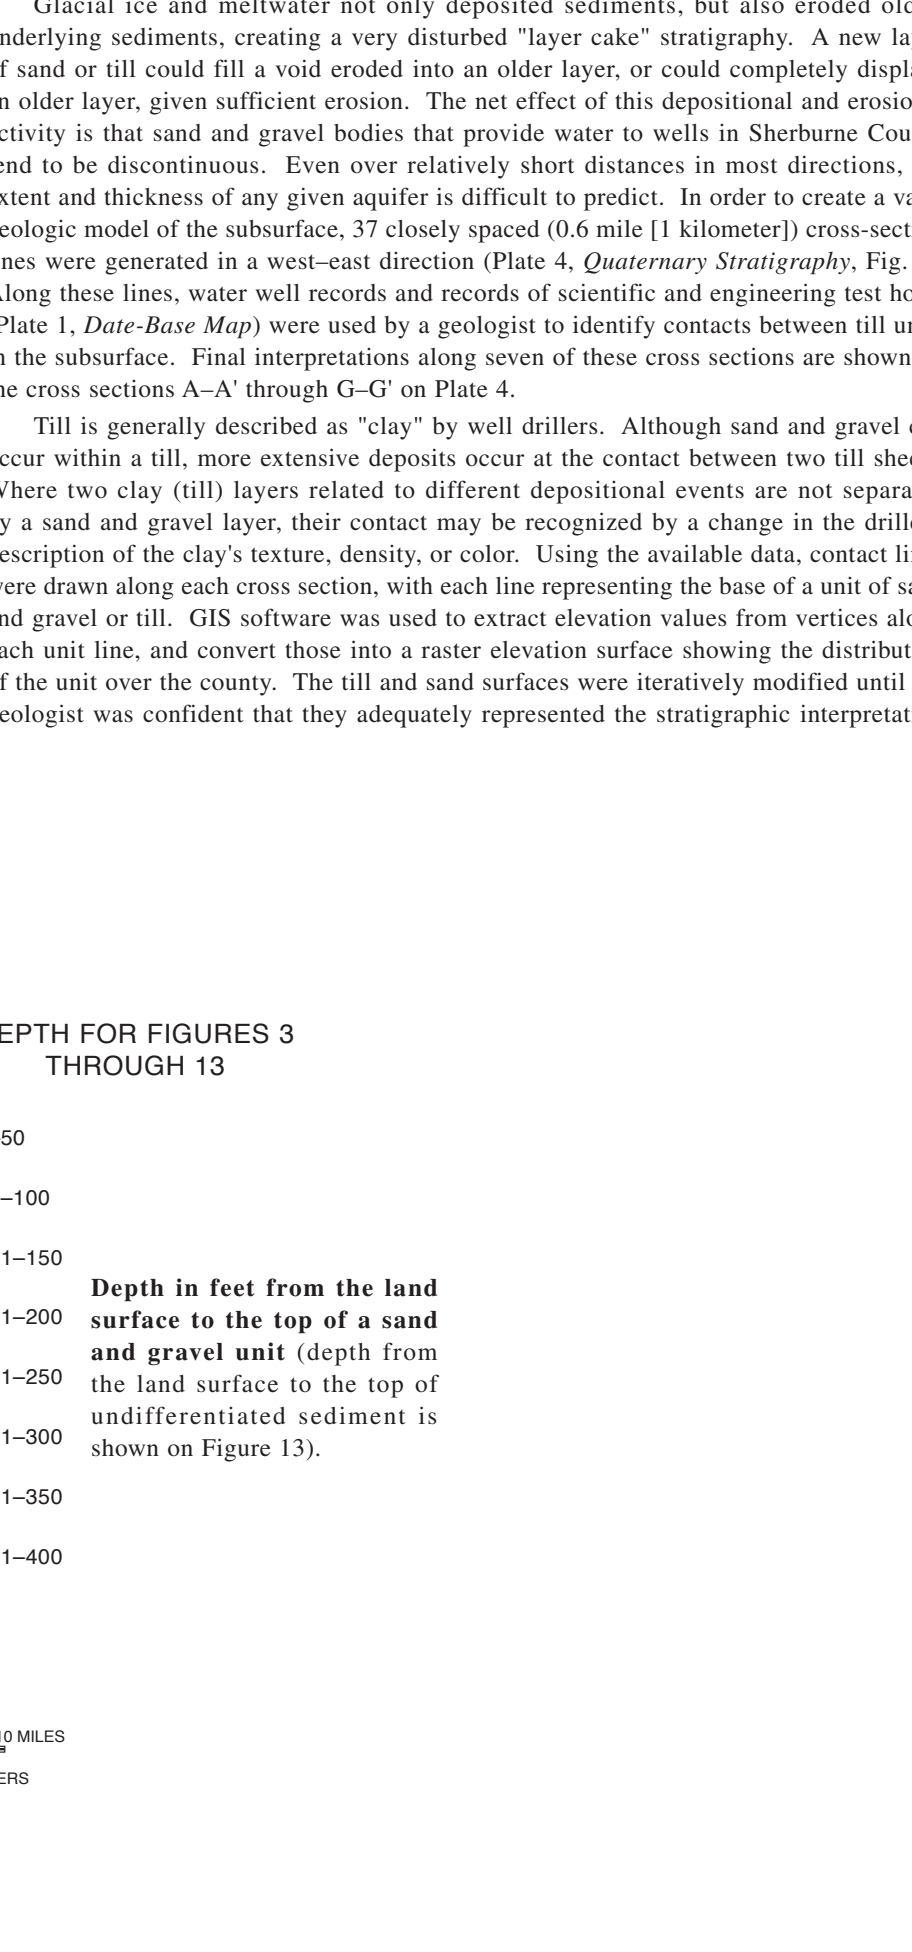 Glacial ice and meltwater not only deposited sediments, but also eroded old
nderlying sediments, creating a very disturbed "layer cake" stratigraphy. A new la
f sand or till could fill a void eroded into an older layer, or could completely displa
n older layer, given sufficient erosion. The net effect of this depositional and erosio
ctivity is that sand and gravel bodies that provide water to wells in Sherburne Cou
end to be discontinuous. Even over relatively short distances in most directions,
xtent and thickness of any given aquifer is difficult to predict. In order to create a va
eologic model of the subsurface, 37 closely spaced (0.6 mile [1 kilometer]) cross-secti
ines were generated in a west–east direction (Plate 4, Quaternary Stratigraphy, Fig.
Along these lines, water well records and records of scientific and engineering test ho
Plate 1, Date-Base Map) were used by a geologist to identify contacts between till un
n the subsurface. Final interpretations along seven of these cross sections are shown
he cross sections A–A' through G–G' on Plate 4.
Till is generally described as "clay" by well drillers. Although sand and gravel c
ccur within a till, more extensive deposits occur at the contact between two till shee
Where two clay (till) layers related to different depositional events are not separa
y a sand and gravel layer, their contact may be recognized by a change in the drille
escription of the clay's texture, density, or color. Using the available data, contact li
were drawn along each cross section, with each line representing the base of a unit of sa
nd gravel or till. GIS software was used to extract elevation values from vertices alo
ach unit line, and convert those into a raster elevation surface showing the distribut
f the unit over the county. The till and sand surfaces were iteratively modified until
eologist was confident that they adequately represented the stratigraphic interpretati
EPTH FOR FIGURES 3
THROUGH 13
50
–100
1–150
1–200
1–250
1–300
1–350
1–400
Depth in feet from the land
surface to the top of a sand
and gravel unit (depth from
the land surface to the top of
undifferentiated sediment is
shown on Figure 13).
10 MILES
ERS